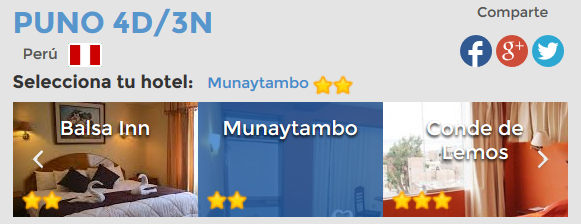 PUNO 4D/3N
Comparte
Perú
Selecciona tu hotel: Munaytambo
Balsa Inn
Munaytambo
Conde de
Lemos